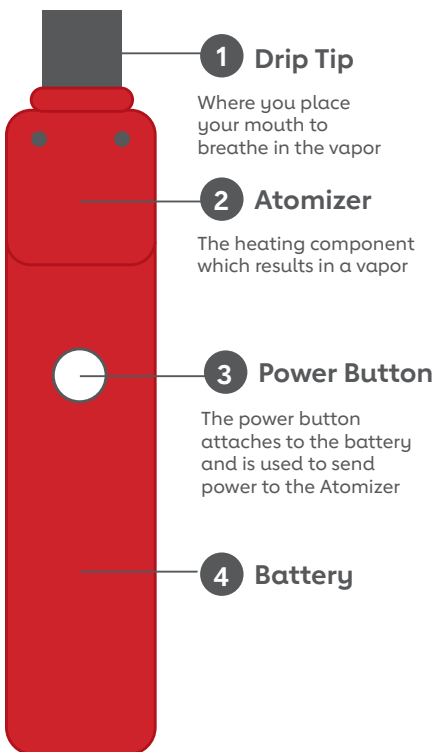 1 Drip Tip
Where you place
your mouth to
breathe in the vapor
2 Atomizer
The heating component
which results in a vapor
3 Power Button
The power button
attaches to the battery
and is used to send
power to the Atomizer
4 Battery